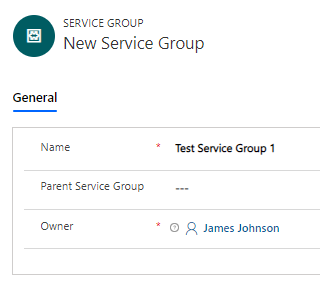 SERVICE GROUP
New Service Group
General
Name * Test Service Group 1
Parent Service Group ---
Owner * James Johnson